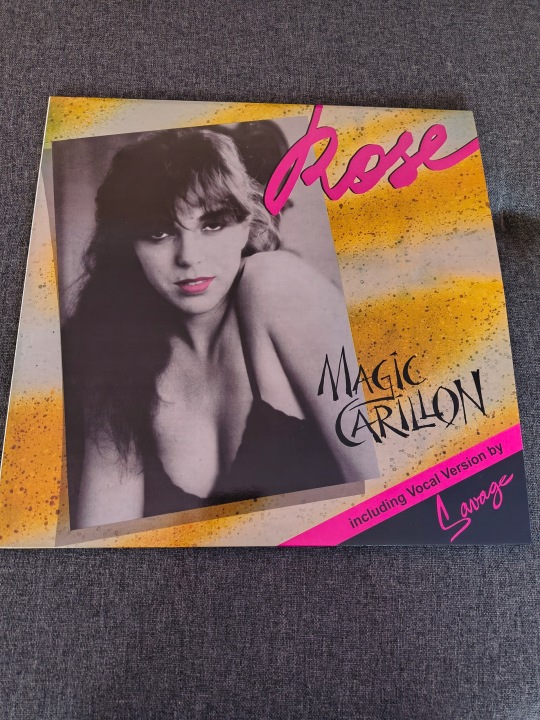 Rose
MAGIC
CARILLON
including Vocal Version by
Savage